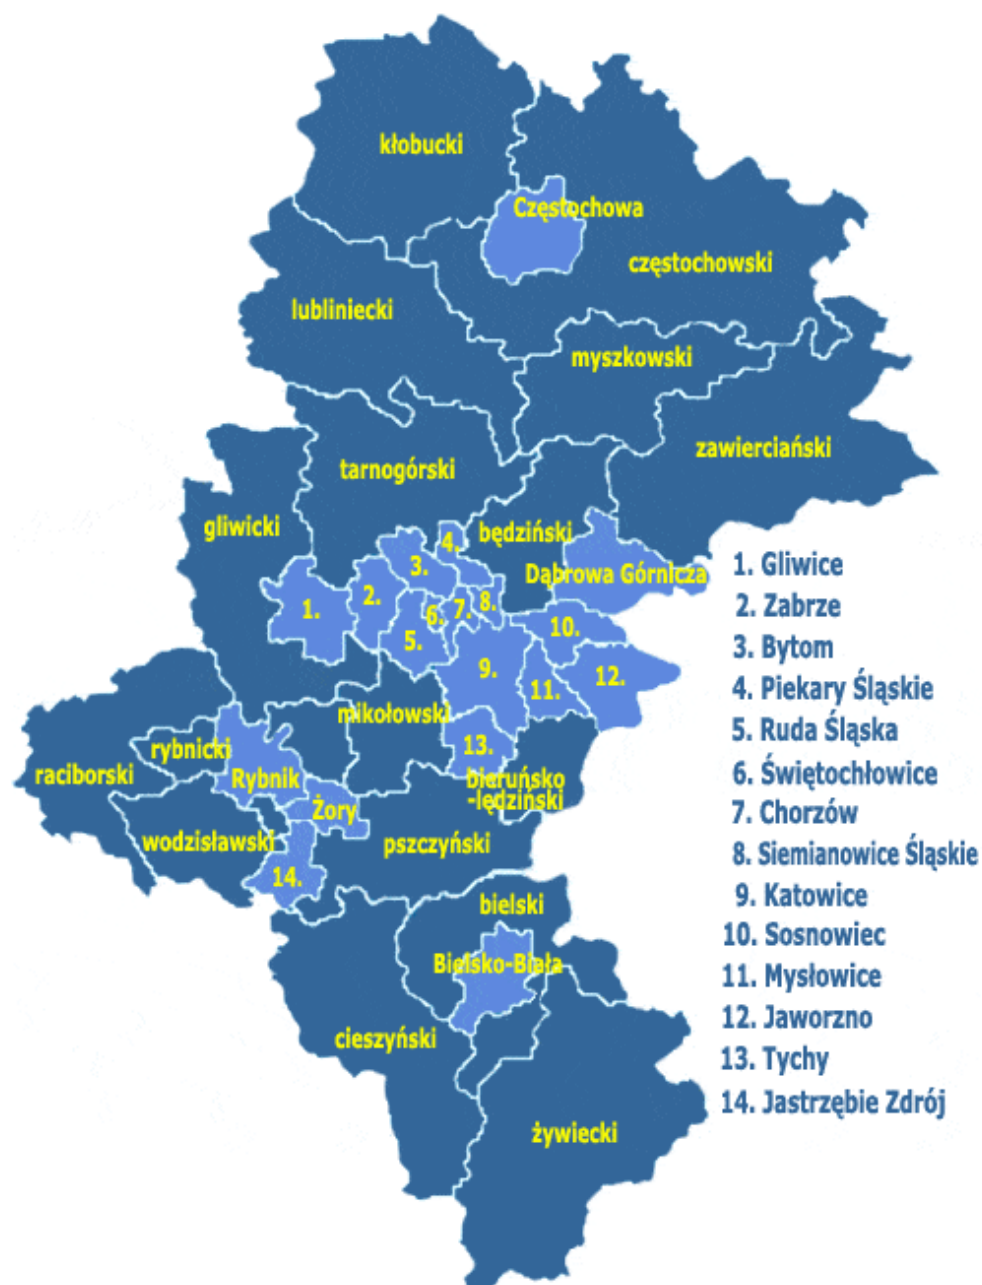 kłobucki
Częstochowa
częstochowski
lubliniecki
myszkowski
zawierciański
tarnogórski
gliwicki
będziński
4.
3.
Dąbrowa Górnicza
2.
1.
8.
7.
6.
5.
10.
9.
12.
11.
mikołowski
13.
rybnicki
raciborski
Rybnik
bieruńsko
-lędziński
Żory
wodzisławski
pszczyński
14.
bielski
Bielsko-Biała
cieszyński
żywiecki
1. Gliwice
2. Zabrze
3. Bytom
4. Piekary Śląskie
5. Ruda Śląska
6. Świętochłowice
7. Chorzów
8. Siemianowice Śląskie
9. Katowice
10. Sosnowiec
11. Mysłowice
12. Jaworzno
13. Tychy
14. Jastrzębie Zdrój